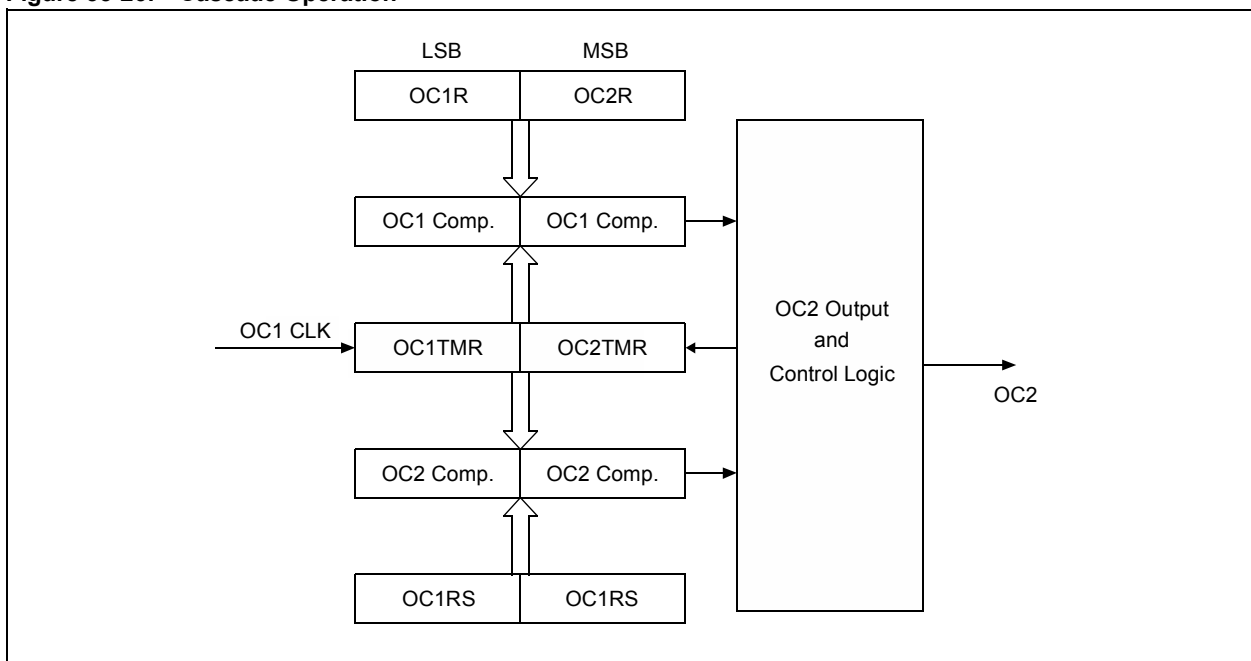 LSB MSB
OC1R OC2R
OC1 Comp. OC1 Comp.
OC1 CLK
OC1TMR OC2TMR
OC2 Output
and
Control Logic
OC2
OC2 Comp. OC2 Comp.
OC1RS OC1RS